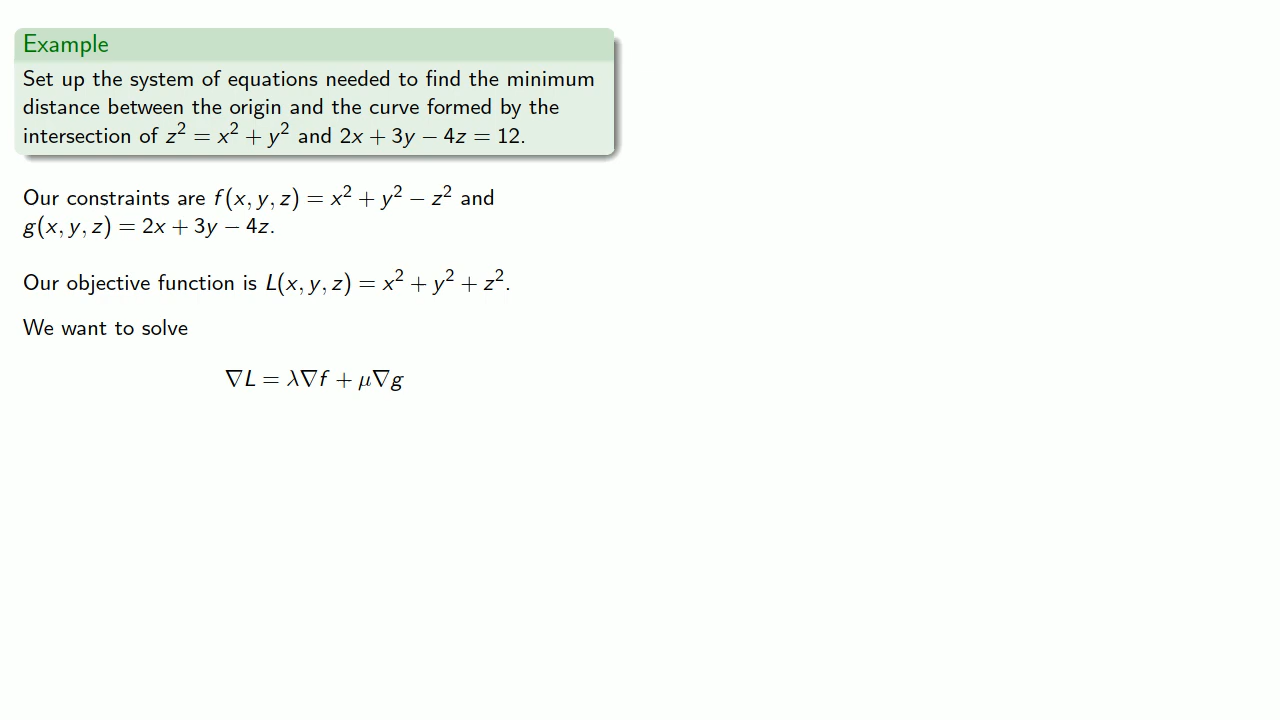 Example
Set up the system of equations needed to find the minimum
distance between the origin and the curve formed by the
intersection of z² = x² + y² and 2x + 3y − 4z = 12.
Our constraints are f(x, y, z) = x² + y² − z² and
g(x, y, z) = 2x + 3y − 4z.
Our objective function is L(x, y, z) = x² + y² + z².
We want to solve
∇L = λ∇f + μ∇g